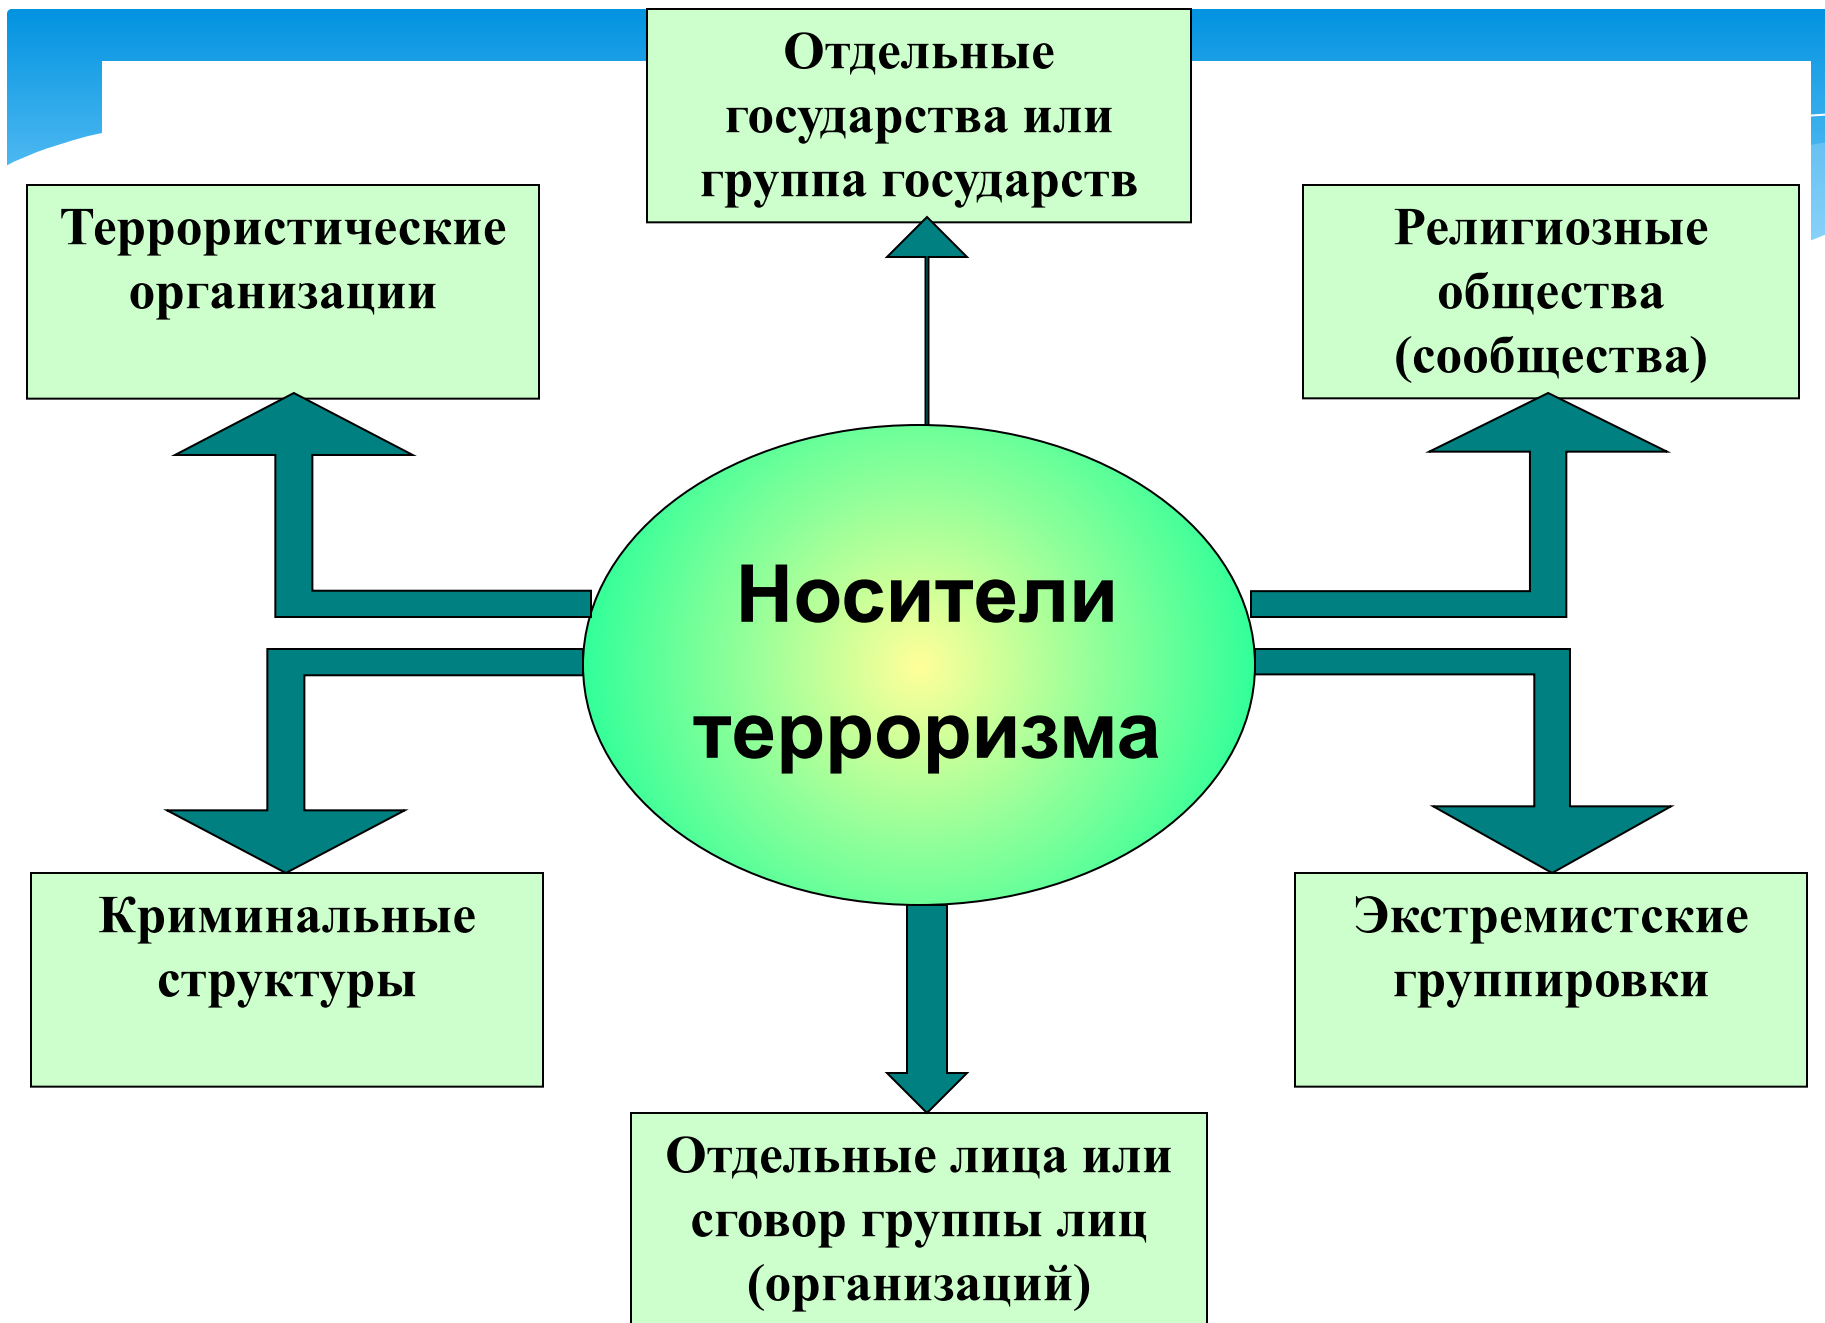 Отдельные
государства или
группа государств
Террористические
организации
Религиозные
общества
(сообщества)
Носители
терроризма
Криминальные
структуры
Экстремистские
группировки
Отдельные лица или
сговор группы лиц
(организаций)